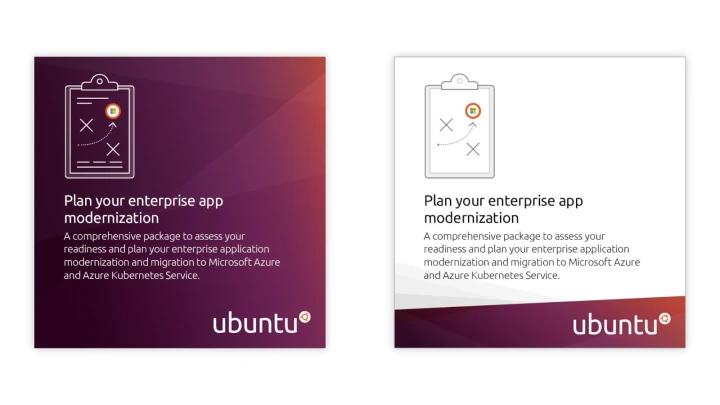 Plan your enterprise app
modernization
A comprehensive package to assess your
readiness and plan your enterprise application
modernization and migration to Microsoft Azure
and Azure Kubernetes Service.
ubuntu
Plan your enterprise app
modernization
A comprehensive package to assess your
readiness and plan your enterprise application
modernization and migration to Microsoft Azure
and Azure Kubernetes Service.
ubuntu